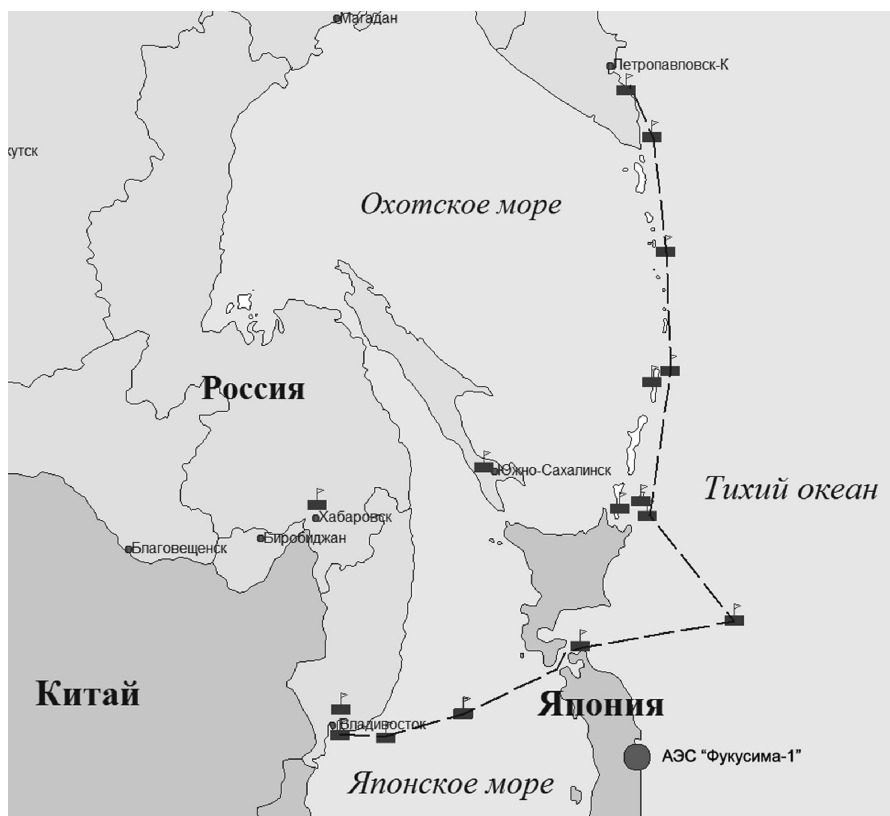 Магадан
Петропавловск-К
кутск
Охотское море
Россия
Южно-Сахалинск
Тихий океан
Хабаровск
Биробиджан
Благовещенск
Китай
Япония
Владивосток
АЭС "Фукусима-1"
Японское море